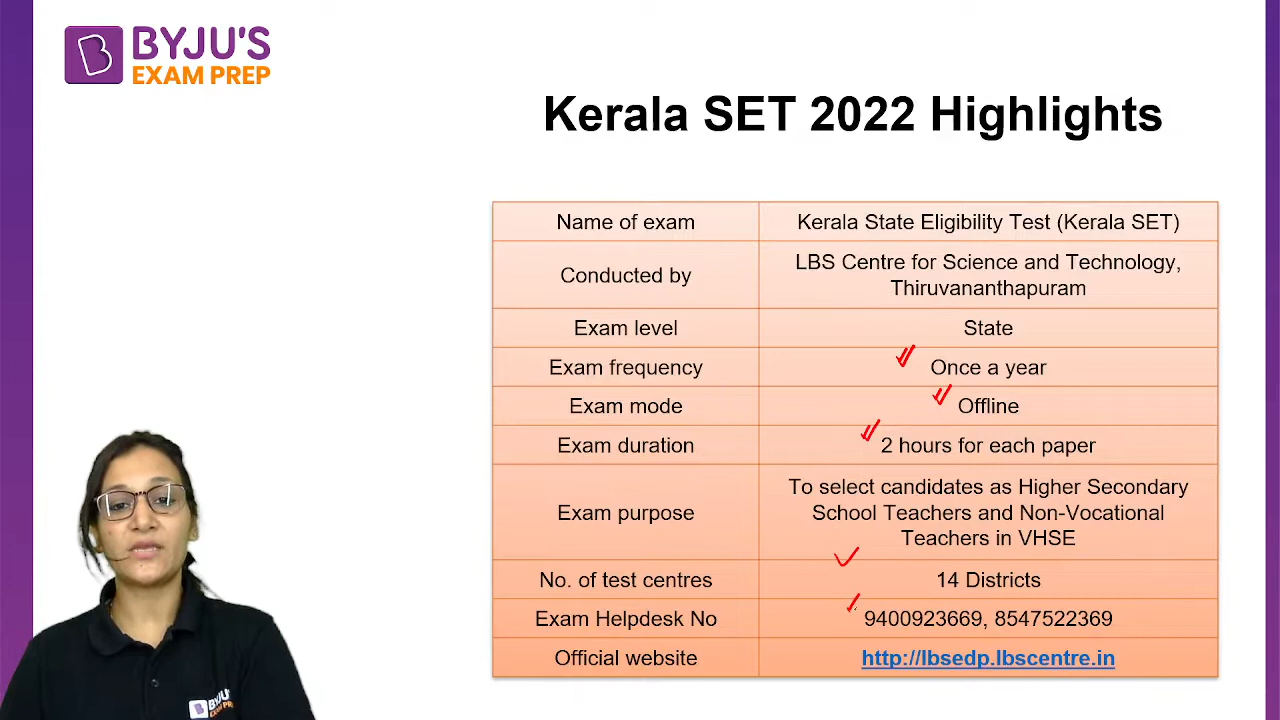 BYJU'S
EXAM PREP
Kerala SET 2022 Highlights
Name of exam
Kerala State Eligibility Test (Kerala SET)
Conducted by
LBS Centre for Science and Technology,
Thiruvananthapuram
Exam level
State
Exam frequency
Once a year
Exam mode
Offline
Exam duration
2 hours for each paper
Exam purpose
To select candidates as Higher Secondary
School Teachers and Non-Vocational
Teachers in VHSE
No. of test centres
14 Districts
Exam Helpdesk No
9400923669, 8547522369
Official website
http://lbsedp.lbscentre.in
BYJU'S
EXAM PREP